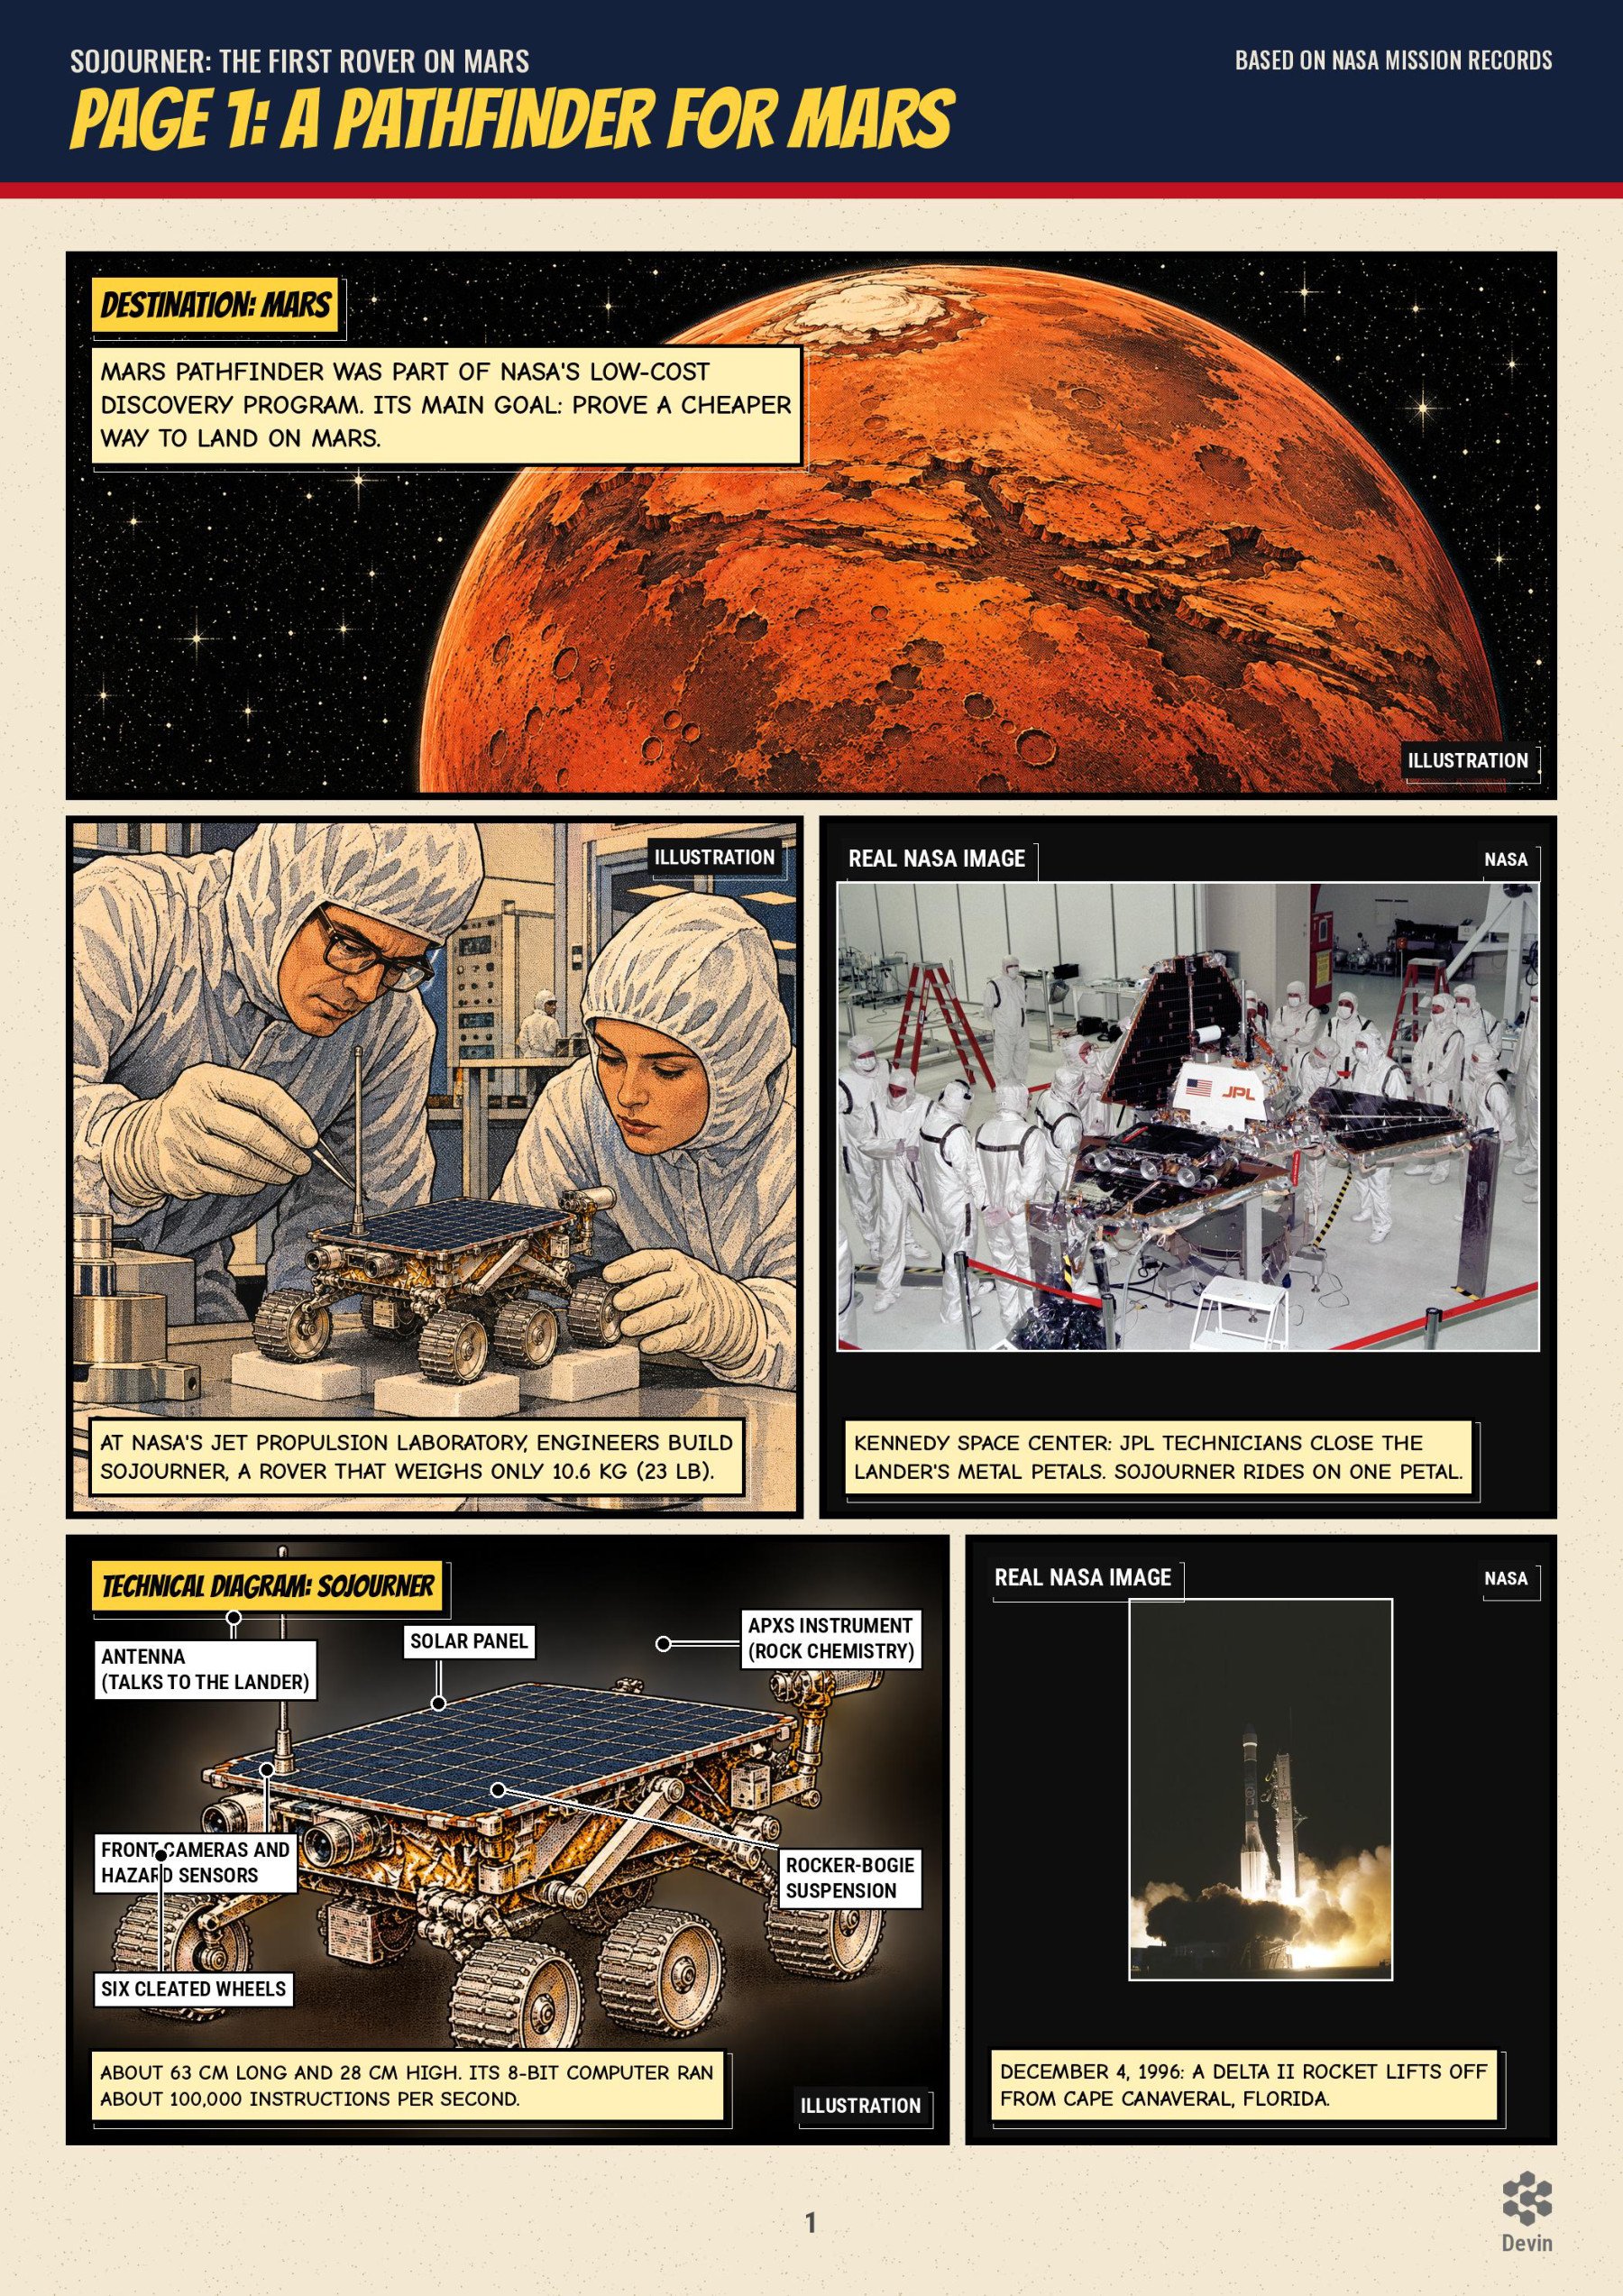 SOJOURNER: THE FIRST ROVER ON MARS
BASED ON NASA MISSION RECORDS
PAGE 1: A PATHFINDER FOR MARS
DESTINATION: MARS
MARS PATHFINDER WAS PART OF NASA'S LOW-COST
DISCOVERY PROGRAM. ITS MAIN GOAL: PROVE A CHEAPER
WAY TO LAND ON MARS.
ILLUSTRATION
ILLUSTRATION
AT NASA'S JET PROPULSION LABORATORY, ENGINEERS BUILD
SOJOURNER, A ROVER THAT WEIGHS ONLY 10.6 KG (23 LB).
REAL NASA IMAGE
NASA
JPL
KENNEDY SPACE CENTER: JPL TECHNICIANS CLOSE THE
LANDER'S METAL PETALS. SOJOURNER RIDES ON ONE PETAL.
TECHNICAL DIAGRAM: SOJOURNER
ANTENNA
(TALKS TO THE LANDER)
SOLAR PANEL
APXS INSTRUMENT
(ROCK CHEMISTRY)
FRONT CAMERAS AND
HAZARD SENSORS
ROCKER-BOGIE
SUSPENSION
SIX CLEATED WHEELS
ABOUT 63 CM LONG AND 28 CM HIGH. ITS 8-BIT COMPUTER RAN
ABOUT 100,000 INSTRUCTIONS PER SECOND.
ILLUSTRATION
REAL NASA IMAGE
NASA
DECEMBER 4, 1996: A DELTA II ROCKET LIFTS OFF
FROM CAPE CANAVERAL, FLORIDA.
1
Devin